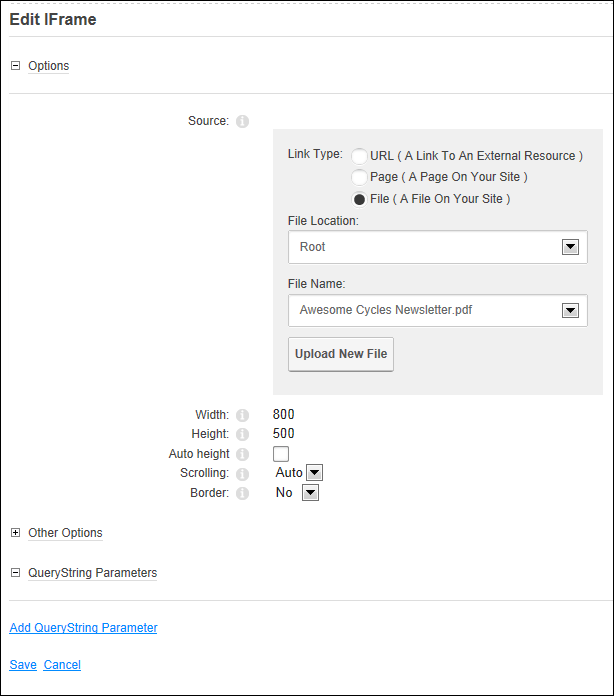 Edit IFrame
Options
Source:
Link Type:
URL ( A Link To An External Resource )
Page ( A Page On Your Site )
File ( A File On Your Site )
File Location:
Root
File Name:
Awesome Cycles Newsletter.pdf
Upload New File
Width: 800
Height: 500
Auto height
Scrolling: Auto
Border: No
Other Options
QueryString Parameters
Add QueryString Parameter
Save Cancel